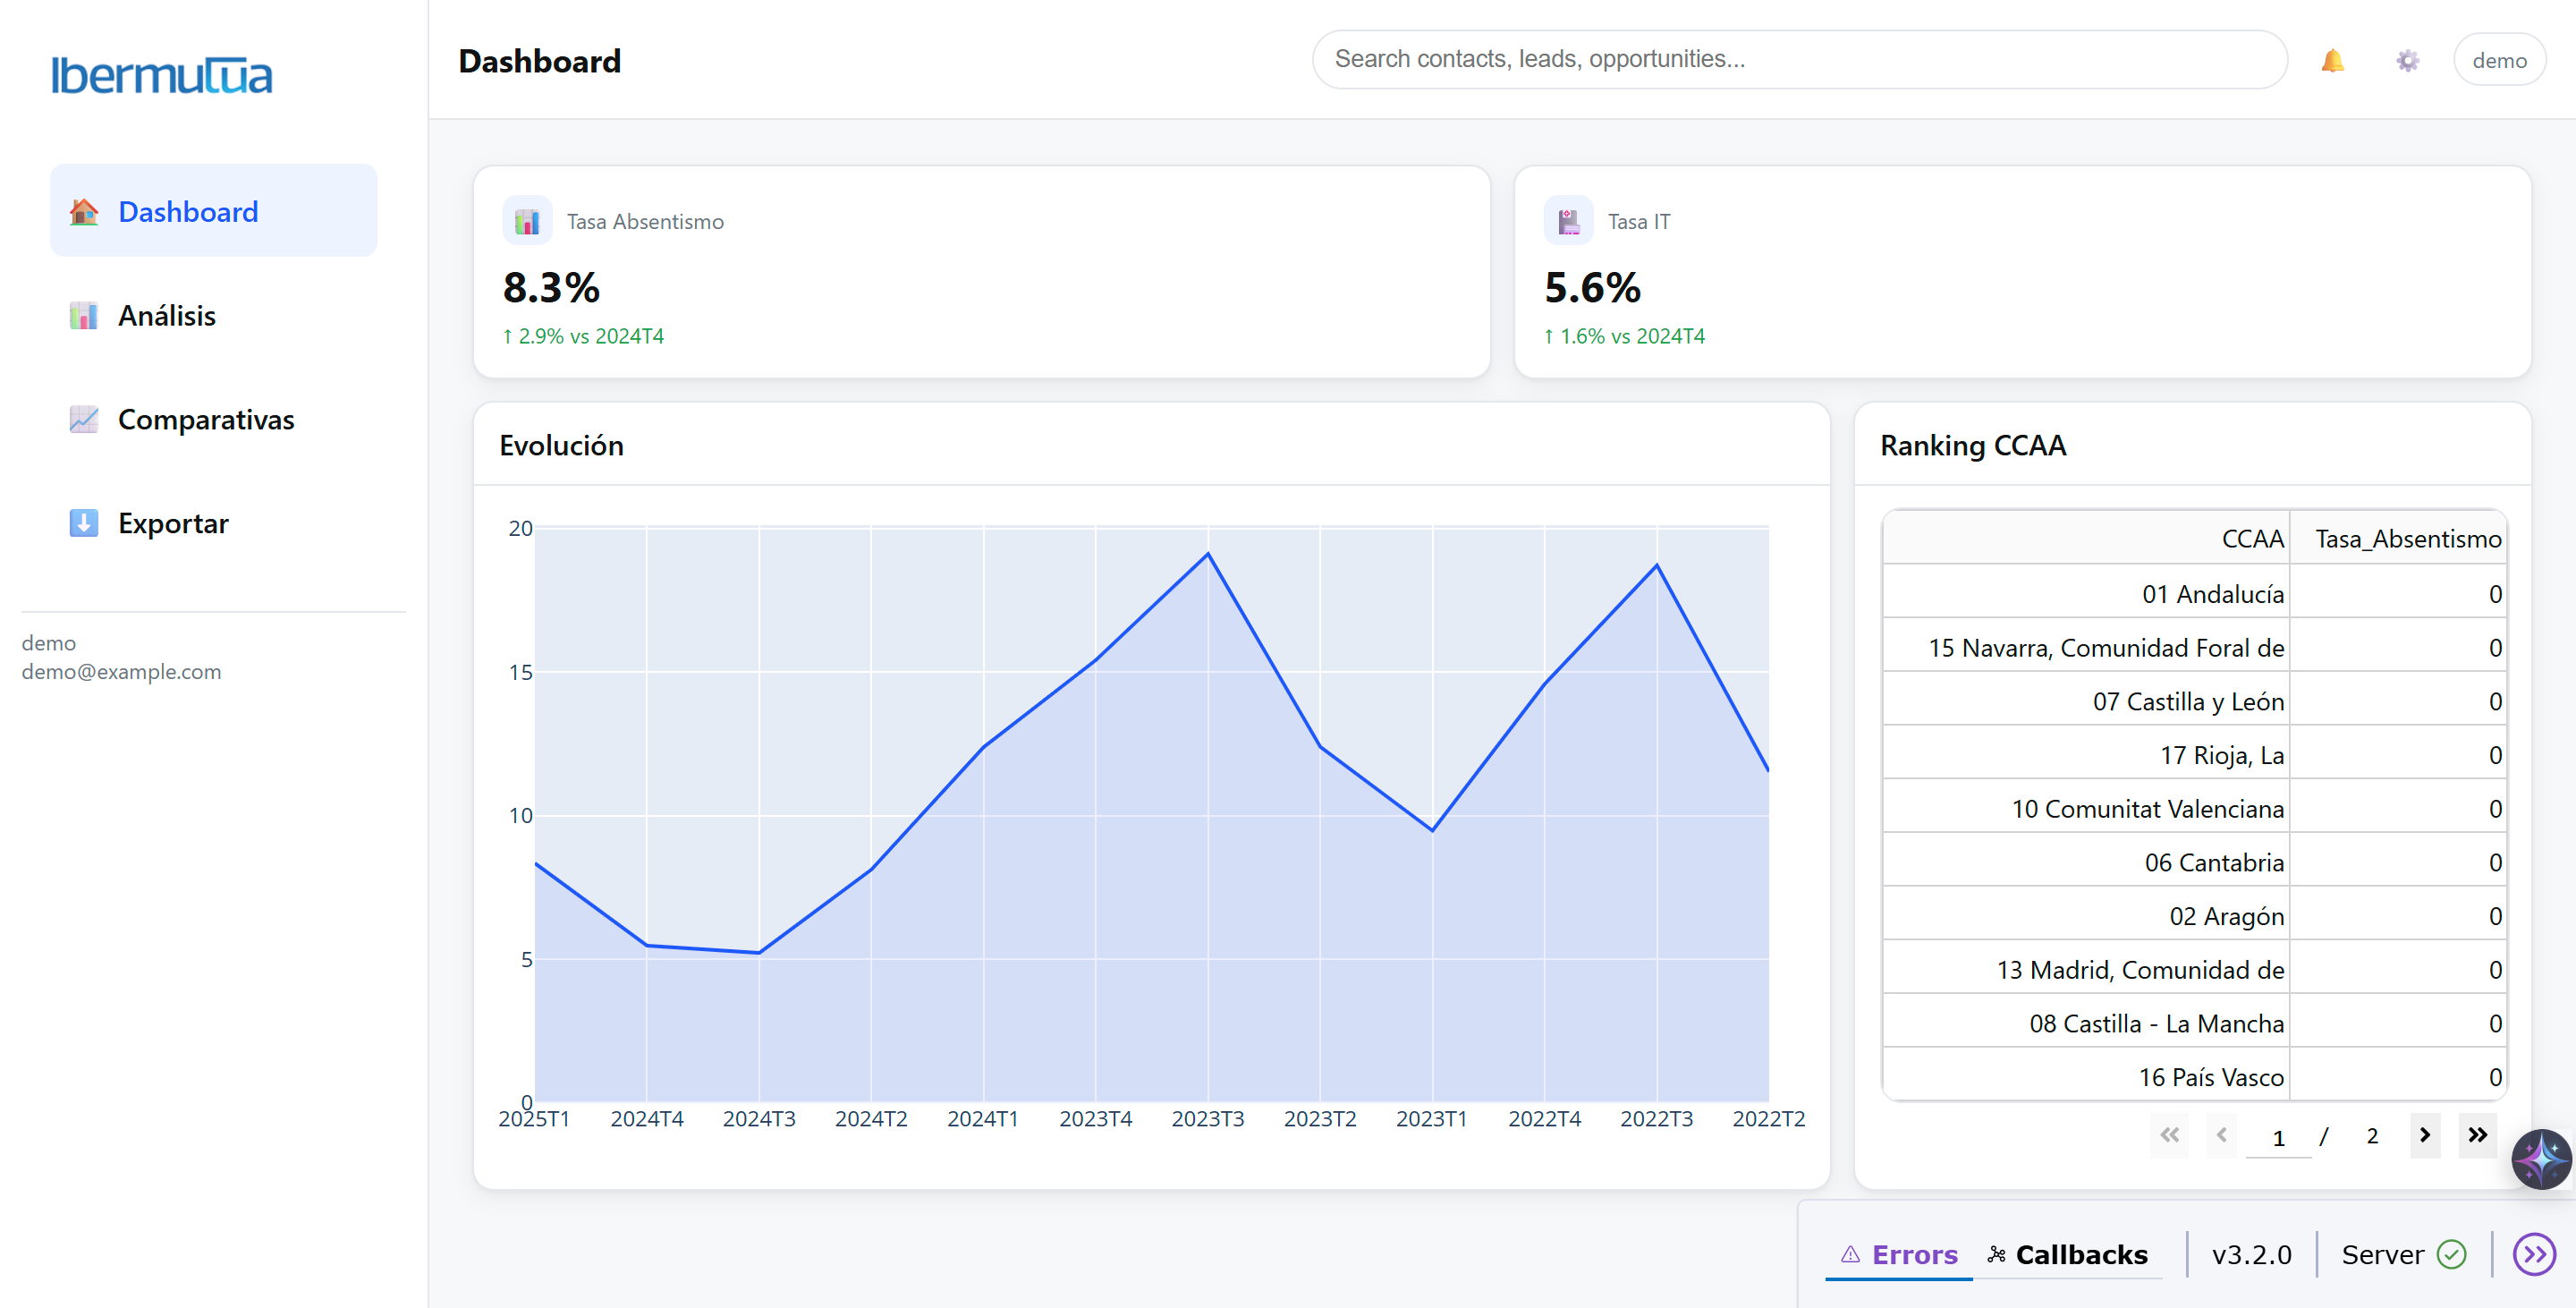 Ibermutua
Dashboard
Search contacts, leads, opportunities...
demo
Dashboard
Análisis
Comparativas
Exportar
demo
demo@example.com
Tasa Absentismo
8.3%
↑ 2.9% vs 2024T4
Tasa IT
5.6%
↑ 1.6% vs 2024T4
Evolución
20
15
10
5
0
2025T1 2024T4 2024T3 2024T2 2024T1 2023T4 2023T3 2023T2 2023T1 2022T4 2022T3 2022T2
Ranking CCAA
CCAA Tasa_Absentismo
01 Andalucía 0
15 Navarra, Comunidad Foral de 0
07 Castilla y León 0
17 Rioja, La 0
10 Comunitat Valenciana 0
06 Cantabria 0
02 Aragón 0
13 Madrid, Comunidad de 0
08 Castilla - La Mancha 0
16 País Vasco 0
1 / 2
Errors Callbacks v3.2.0 Server